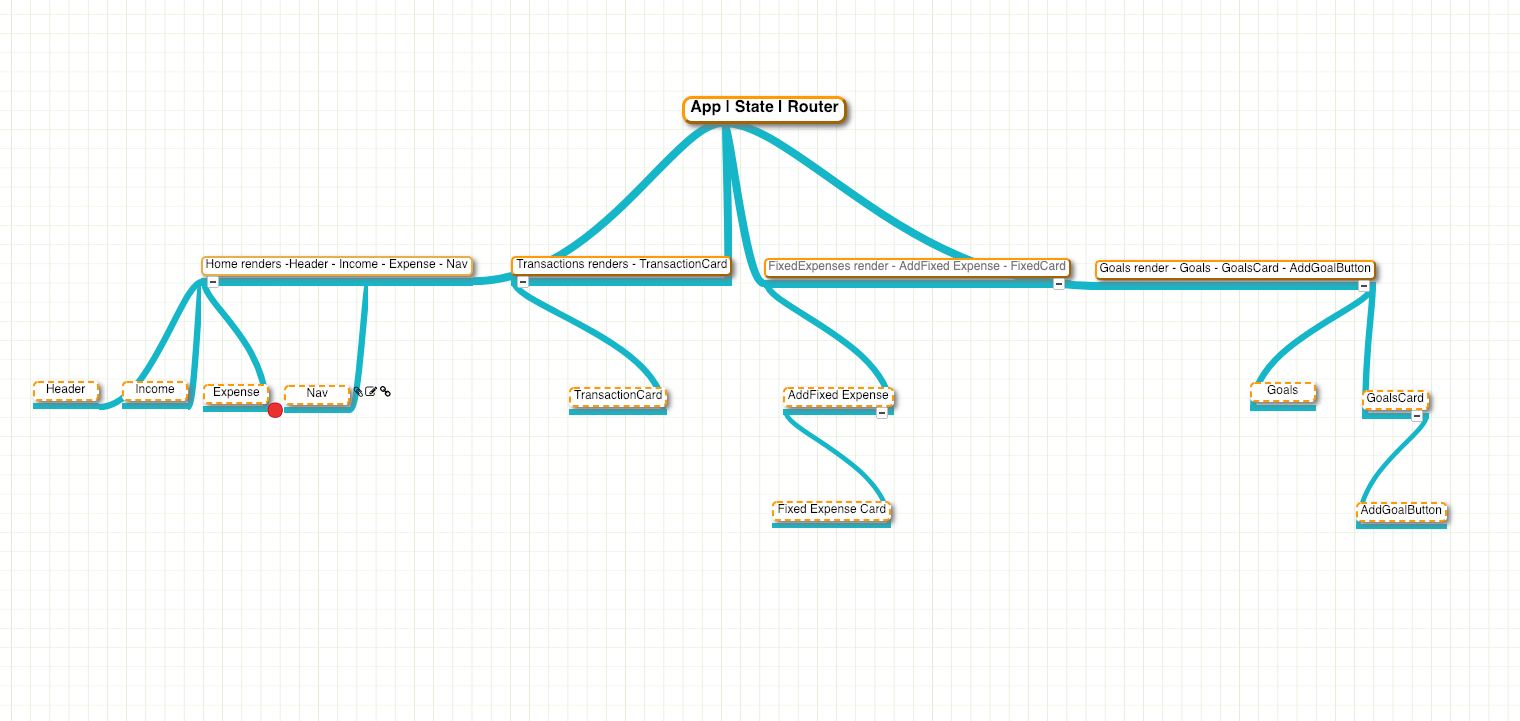 App | State | Router
Home renders -Header - Income - Expense - Nav
Transactions renders - TransactionCard
FixedExpenses render - AddFixed Expense - FixedCard
Goals render - Goals - GoalsCard - AddGoalButton
Header
Income
Expense
Nav
TransactionCard
AddFixed Expense
Goals
GoalsCard
Fixed Expense Card
AddGoalButton